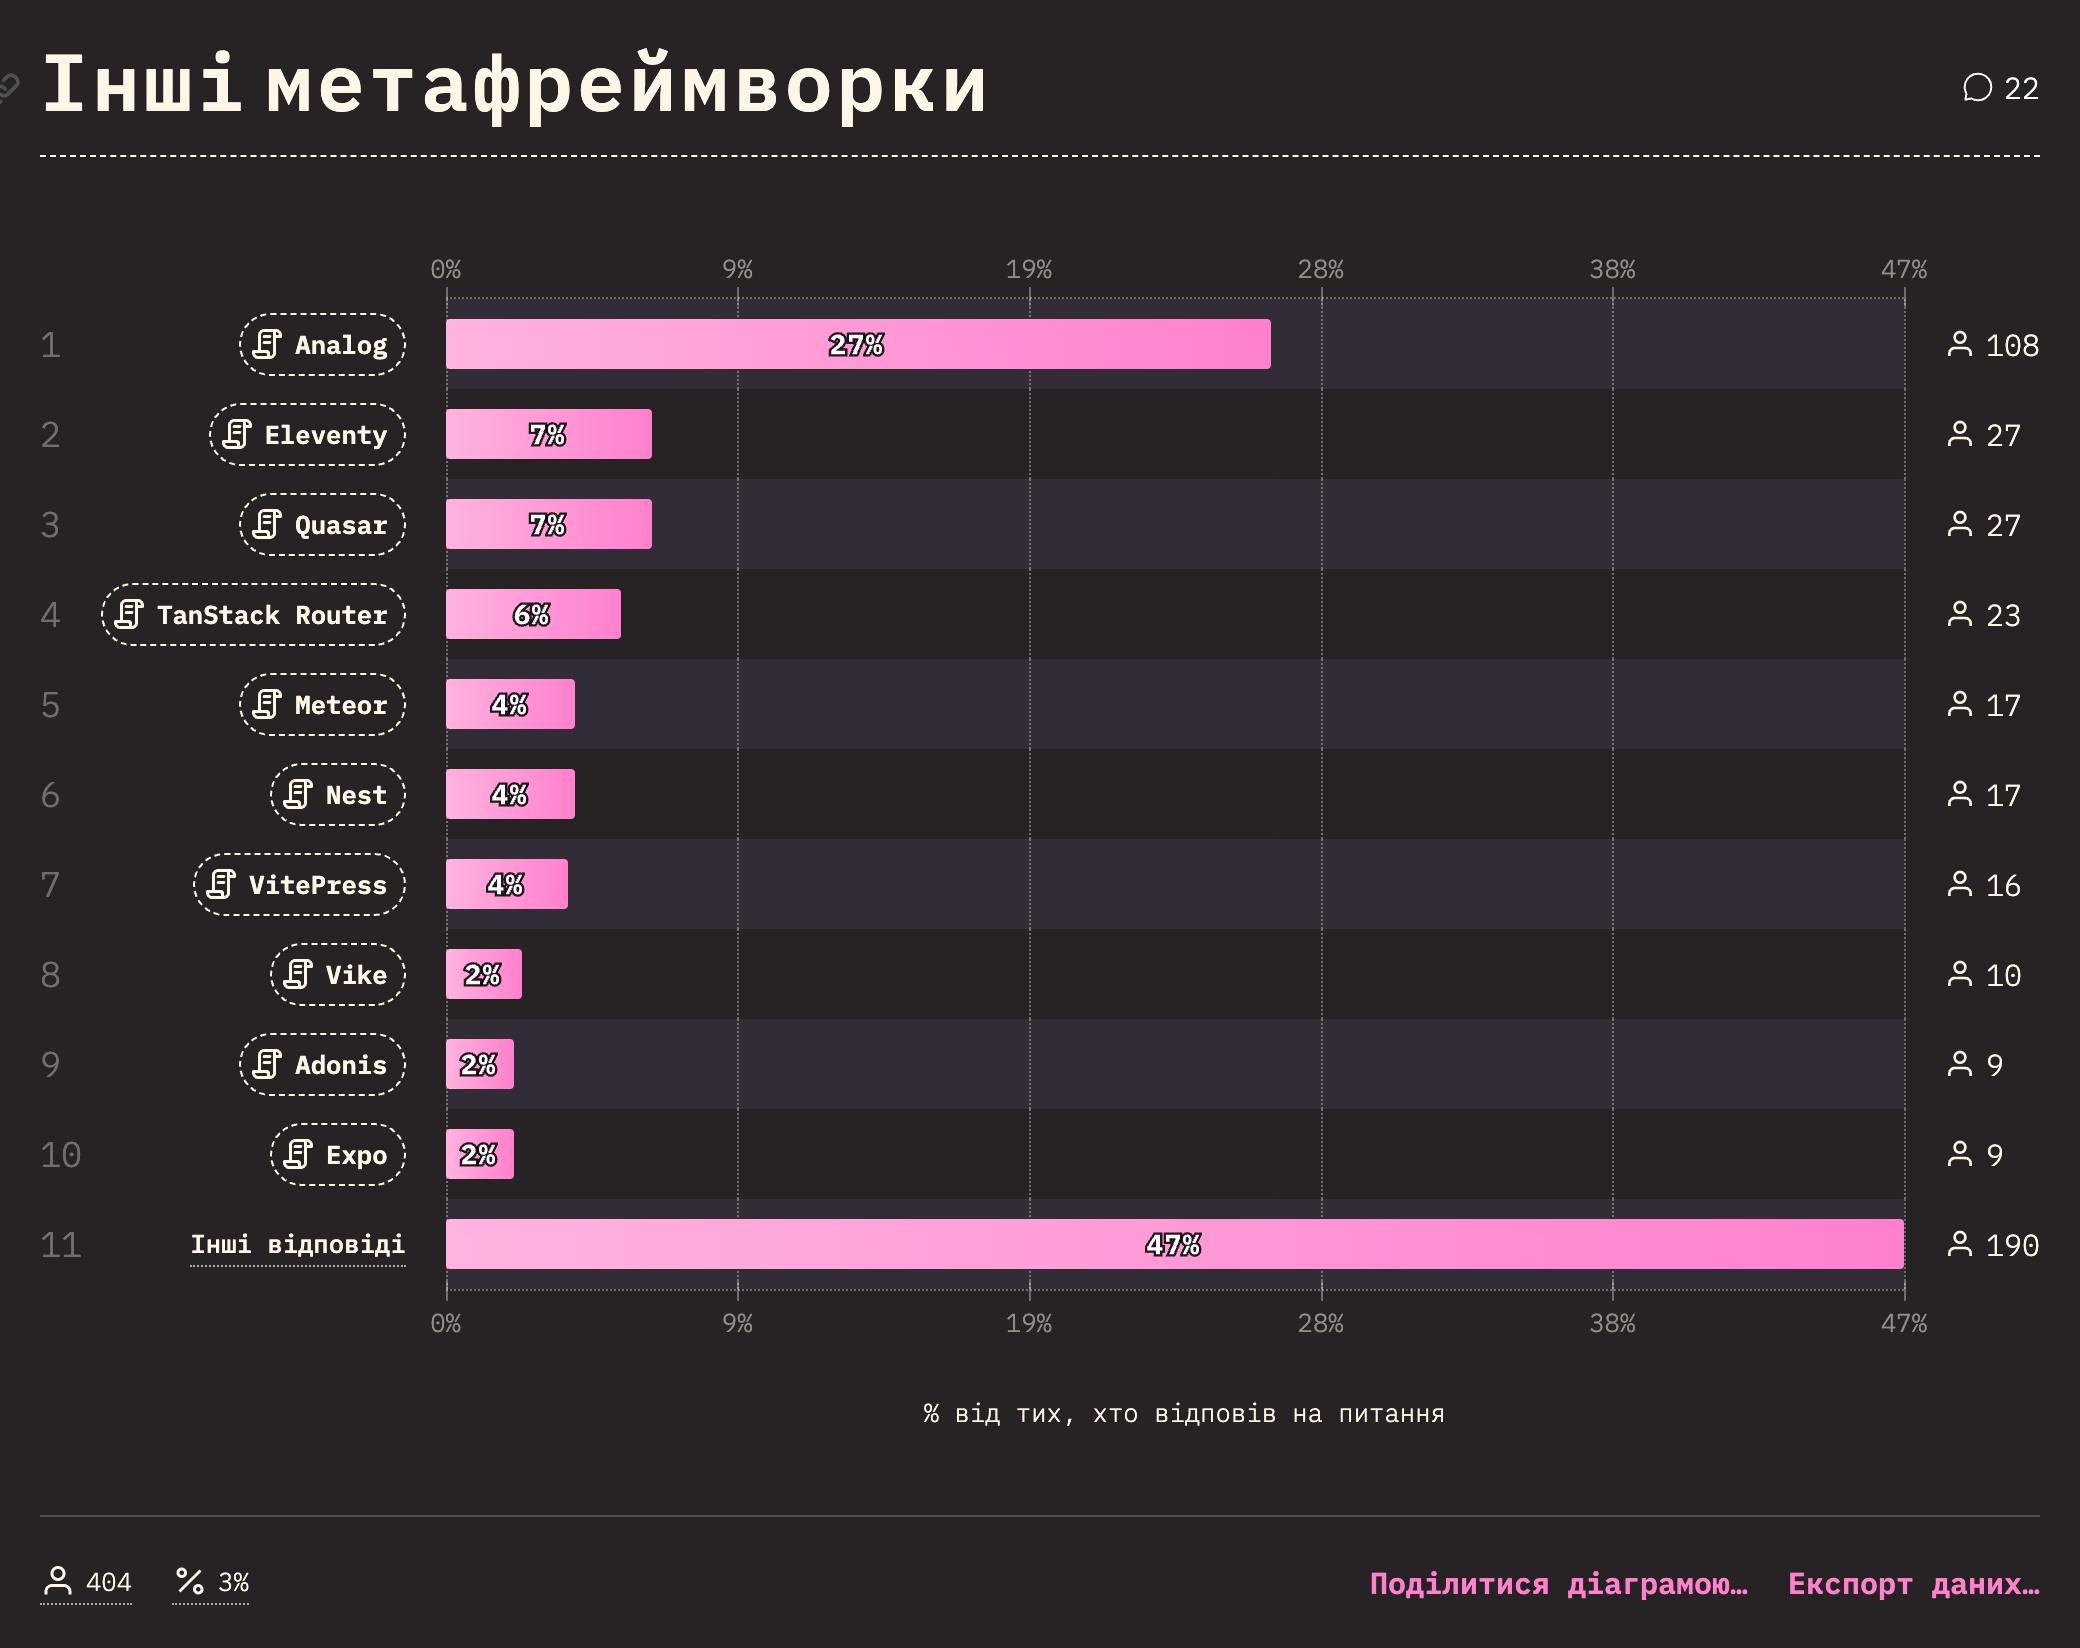 Інші метафреймворки
22
0% 9% 19% 28% 38% 47%
1 Analog 27% 108
2 Eleventy 7% 27
3 Quasar 7% 27
4 TanStack Router 6% 23
5 Meteor 4% 17
6 Nest 4% 17
7 VitePress 4% 16
8 Vike 2% 10
9 Adonis 2% 9
10 Expo 2% 9
11 Інші відповіді 47% 190
0% 9% 19% 28% 38% 47%
% від тих, хто відповів на питання
404 % 3% Поділитися діаграмою… Експорт даних…